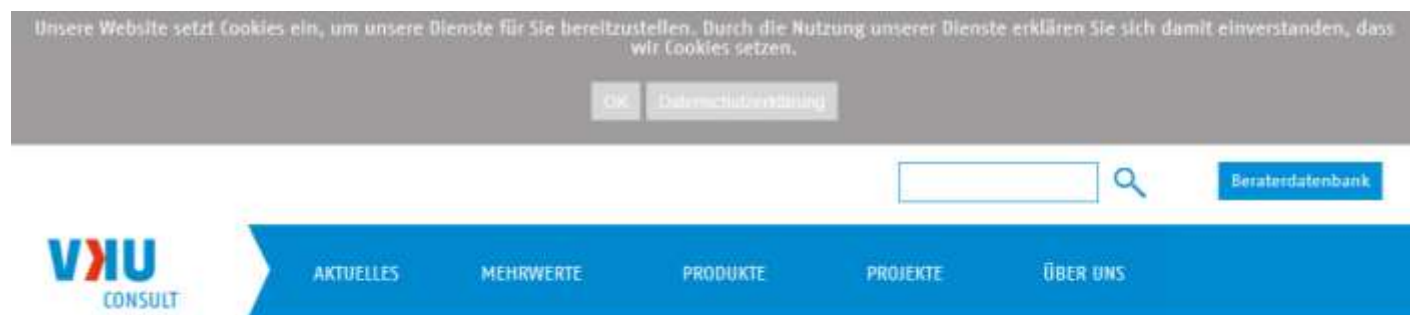 Unsere Website setzt Cookies ein, um unsere Dienste für Sie bereitzustellen. Durch die Nutzung unserer Dienste erklären Sie sich damit einverstanden, dass
wir Cookies setzen.
OK Datenschutzerklärung
Beraterdatenbank
VKU
CONSULT
AKTUELLES MEHRWERTE PRODUKTE PROJEKTE ÜBER UNS